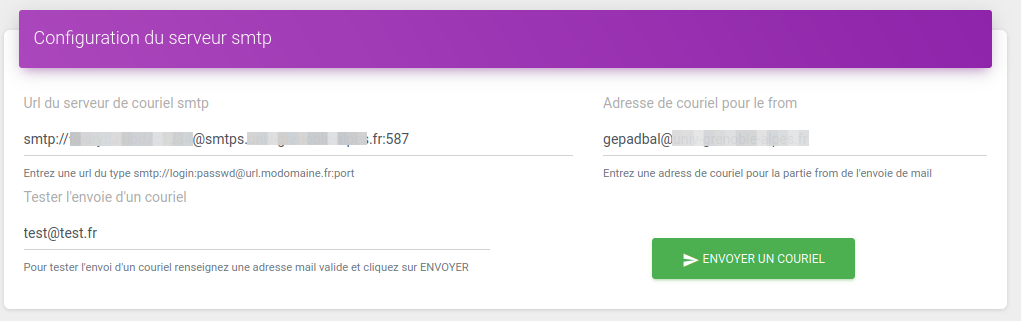 Configuration du serveur smtp
Url du serveur de couriel smtp
Adresse de couriel pour le from
smtp://
@smtps.
.fr:587
gepadbal@
Entrez une url du type smtp://login:passwd@url.modomaine.fr:port
Entrez une adress de couriel pour la partie from de l'envoie de mail
Tester l'envoie d'un couriel
test@test.fr
Pour tester l'envoi d'un couriel renseignez une adresse mail valide et cliquez sur ENVOYER
ENVOYER UN COURIEL